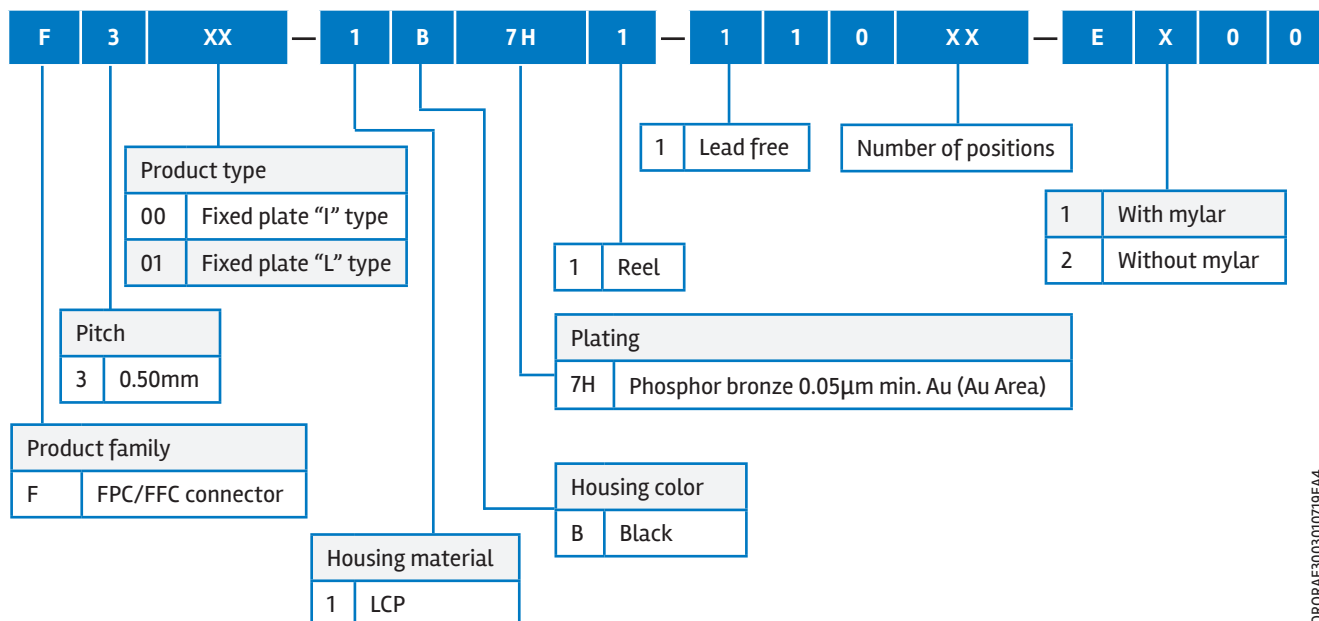 F 3 XX — 1 B 7H 1 — 1 1 0 XX — E X 0 0
1 Lead free
Number of positions
Product type
00 Fixed plate “I” type
01 Fixed plate “L” type
1 With mylar
2 Without mylar
1 Reel
Pitch
3 0.50mm
Plating
7H Phosphor bronze 0.05µm min. Au (Au Area)
Product family
F FPC/FFC connector
Housing color
B Black
Housing material
1 LCP